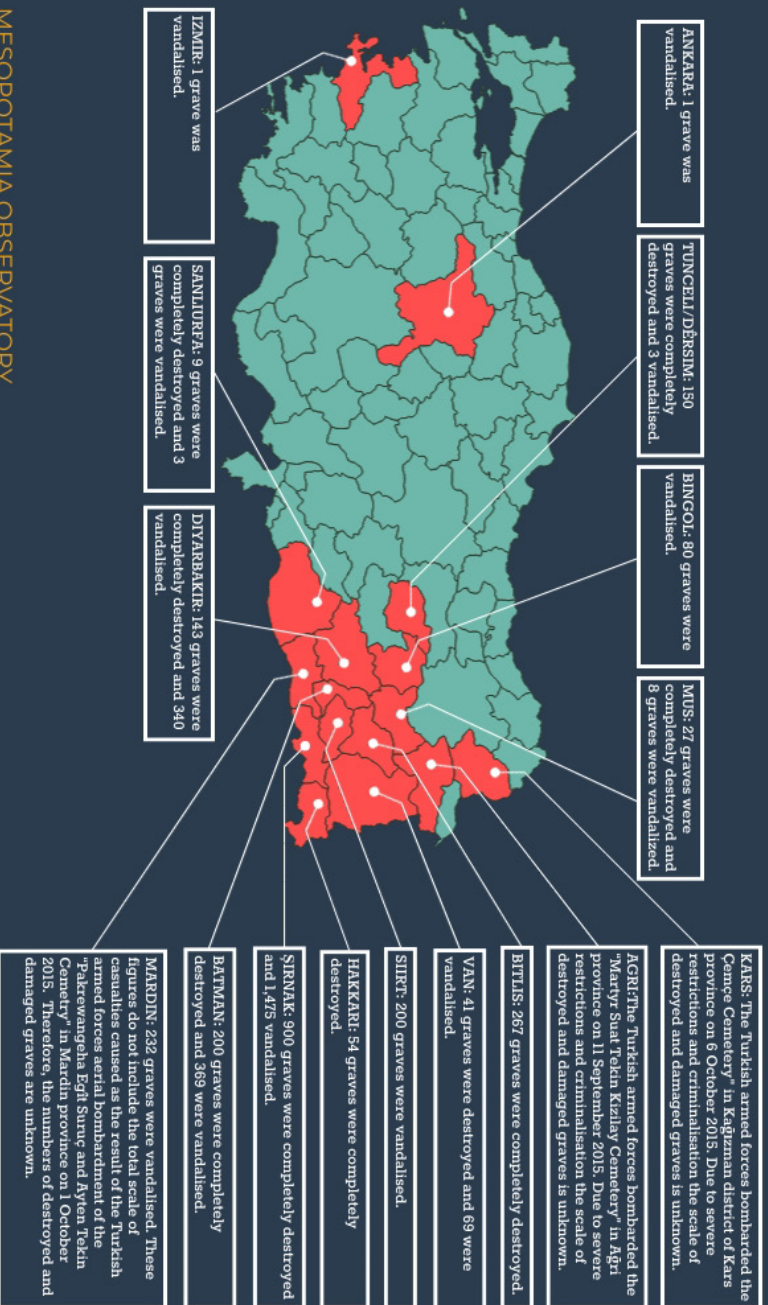 ANKARA: 1 grave was
vandalised.
TUNCELI/DÊRSIM: 150
graves were completely
destroyed and 3 vandalised.
BINGOL: 80 graves were
vandalised.
MUS: 27 graves were
completely destroyed and
8 graves were vandalized.
KARS: The Turkish armed forces bombarded the
Çemçe Cemetery" in Kağızman district of Kars
province on 6 October 2015. Due to severe
restrictions and criminalisation the scale of
destroyed and damaged graves is unknown.
AGRI:The Turkish armed forces bombarded the
"Martyr Suat Tekin Kizilay Cemetery" in Ağri
province on 11 September 2015. Due to severe
restrictions and criminalisation the scale of
destroyed and damaged graves is unknown.
BITLIS: 267 graves were completely destroyed.
VAN: 41 graves were destroyed and 69 were
vandalised.
SIIRT: 200 graves were vandalised.
HAKKARI: 54 graves were completely
destroyed.
ŞIRNAK: 900 graves were completely destroyed
and 1,475 vandalised.
BATMAN: 200 graves were completely
destroyed and 369 were vandalised.
MARDIN: 232 graves were vandalised. These
figures do not include the total scale of
casualties caused as the result of the Turkish
armed forces aerial bombardment of the
"Pakrewangeha Egît Suruç and Ayten Tekin
Cemetry" in Mardin province on 1 October
2015. Therefore, the numbers of destroyed and
damaged graves are unknown.
IZMIR: 1 grave was
vandalised.
SANLIURFA: 9 graves were
completely destroyed and 3
graves were vandalised.
DIYARBAKIR: 143 graves were
completely destroyed and 340
vandalised.
MESOPOTAMIA OBSERVATORY